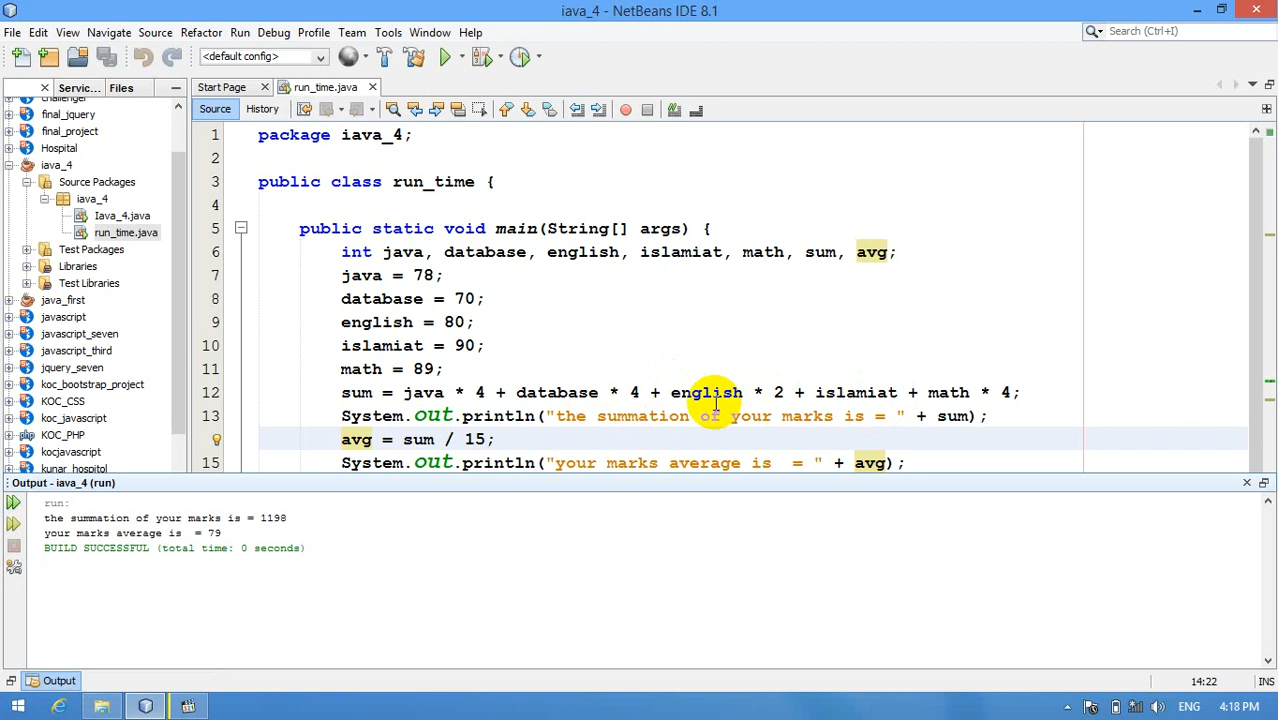 iava_4 - NetBeans IDE 8.1
File Edit View Navigate Source Refactor Run Debug Profile Team Tools Window Help
Search (Ctrl+I)
<default config>
Servic... Files
Start Page
run_time.java
Source History
challenger
final_jquery
final_project
Hospital
iava_4
Source Packages
iava_4
Iava_4.java
run_time.java
Test Packages
Libraries
Test Libraries
java_first
javascript
javascript_seven
javascript_third
jquery_seven
koc_bootstrap_project
KOC_CSS
koc_javascript
KOC_PHP
kocjavascript
kunar_hospitl
1 package iava_4;
2
3 public class run_time {
4
5 public static void main(String[] args) {
6 int java, database, english, islamiat, math, sum, avg;
7 java = 78;
8 database = 70;
9 english = 80;
10 islamiat = 90;
11 math = 89;
12 sum = java * 4 + database * 4 + english * 2 + islamiat + math * 4;
13 System.out.println("the summation of your marks is = " + sum);
avg = sum / 15;
15 System.out.println("your marks average is  = " + avg);
Output - iava_4 (run)
run:
the summation of your marks is = 1198
your marks average is  = 79
BUILD SUCCESSFUL (total time: 0 seconds)
Output
14:22 INS
ENG 4:18 PM